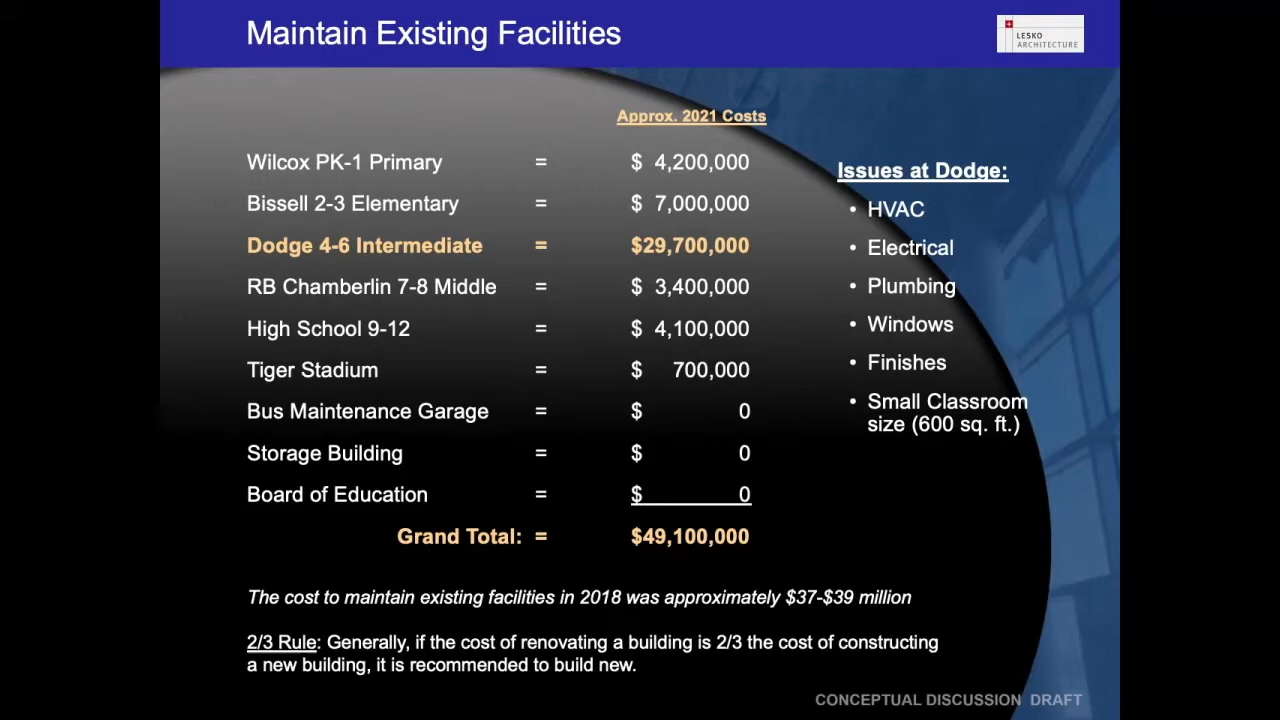 Maintain Existing Facilities
LESKO
ARCHITECTURE
Approx. 2021 Costs
Wilcox PK-1 Primary = $ 4,200,000
Bissell 2-3 Elementary = $ 7,000,000
Dodge 4-6 Intermediate = $29,700,000
RB Chamberlin 7-8 Middle = $ 3,400,000
High School 9-12 = $ 4,100,000
Tiger Stadium = $ 700,000
Bus Maintenance Garage = $ 0
Storage Building = $ 0
Board of Education = $ 0
Grand Total: = $49,100,000
Issues at Dodge:
• HVAC
• Electrical
• Plumbing
• Windows
• Finishes
• Small Classroom
size (600 sq. ft.)
The cost to maintain existing facilities in 2018 was approximately $37-$39 million
2/3 Rule: Generally, if the cost of renovating a building is 2/3 the cost of constructing
a new building, it is recommended to build new.
CONCEPTUAL DISCUSSION DRAFT